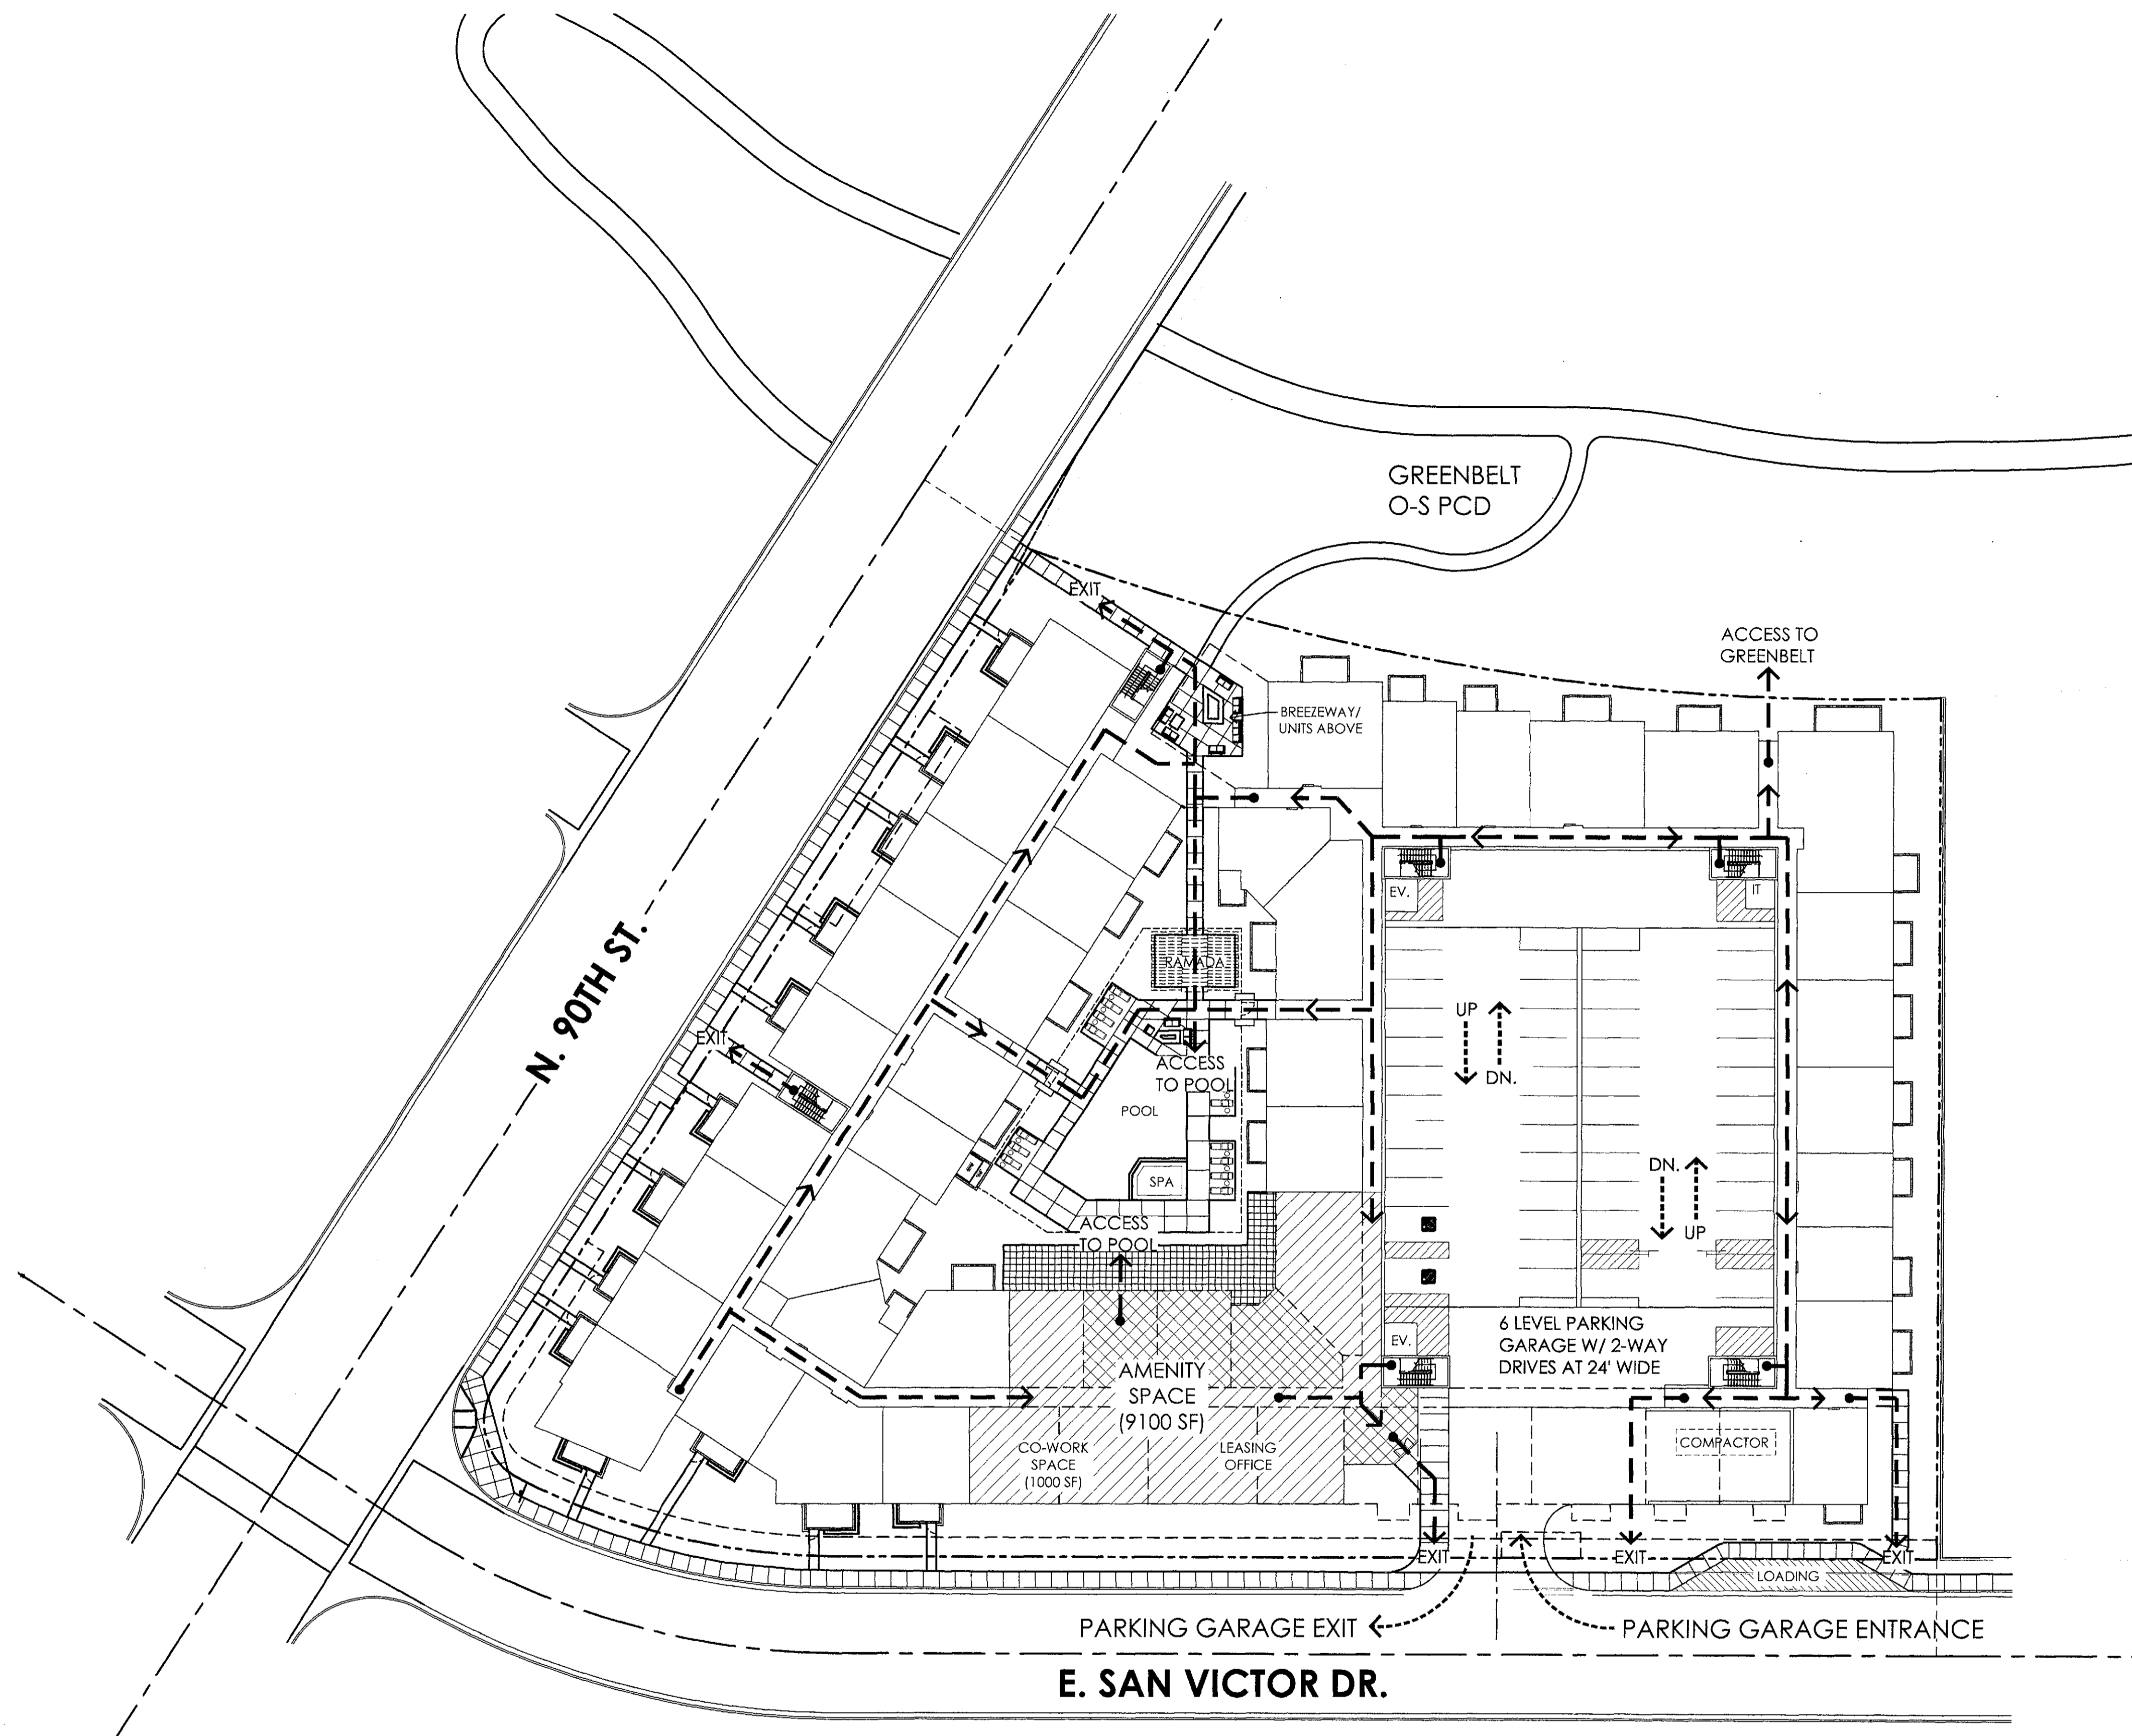 GREENBELT
O-S PCD
EXIT
ACCESS TO
GREENBELT
BREEZEWAY/
UNITS ABOVE
EV.
IT
N. 90TH ST.
RAMADA
UP
DN.
EXIT
ACCESS
TO POOL
POOL
SPA
DN.
UP
ACCESS
TO POOL
6 LEVEL PARKING
GARAGE W/ 2-WAY
DRIVES AT 24' WIDE
EV.
AMENITY
SPACE
(9100 SF)
CO-WORK
SPACE
(1000 SF)
LEASING
OFFICE
COMPACTOR
EXIT
EXIT
EXIT
LOADING
PARKING GARAGE EXIT
PARKING GARAGE ENTRANCE
E. SAN VICTOR DR.